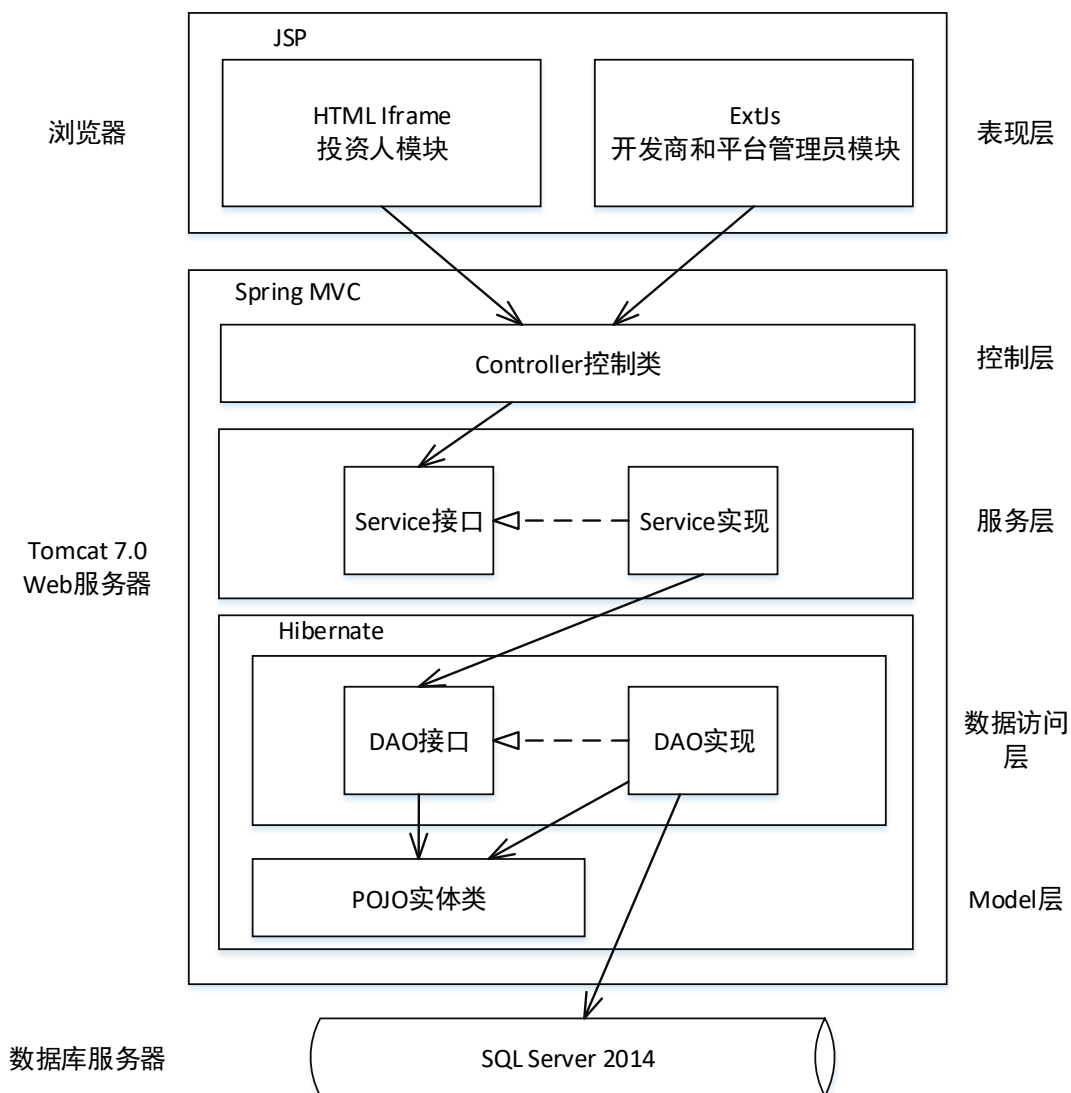 JSP
HTML Iframe
投资人模块
ExtJs
开发商和平台管理员模块
浏览器
表现层
Spring MVC
Controller控制类
控制层
Service接口
Service实现
服务层
Tomcat 7.0
Web服务器
Hibernate
DAO接口
DAO实现
数据访问
层
POJO实体类
Model层
数据库服务器
SQL Server 2014